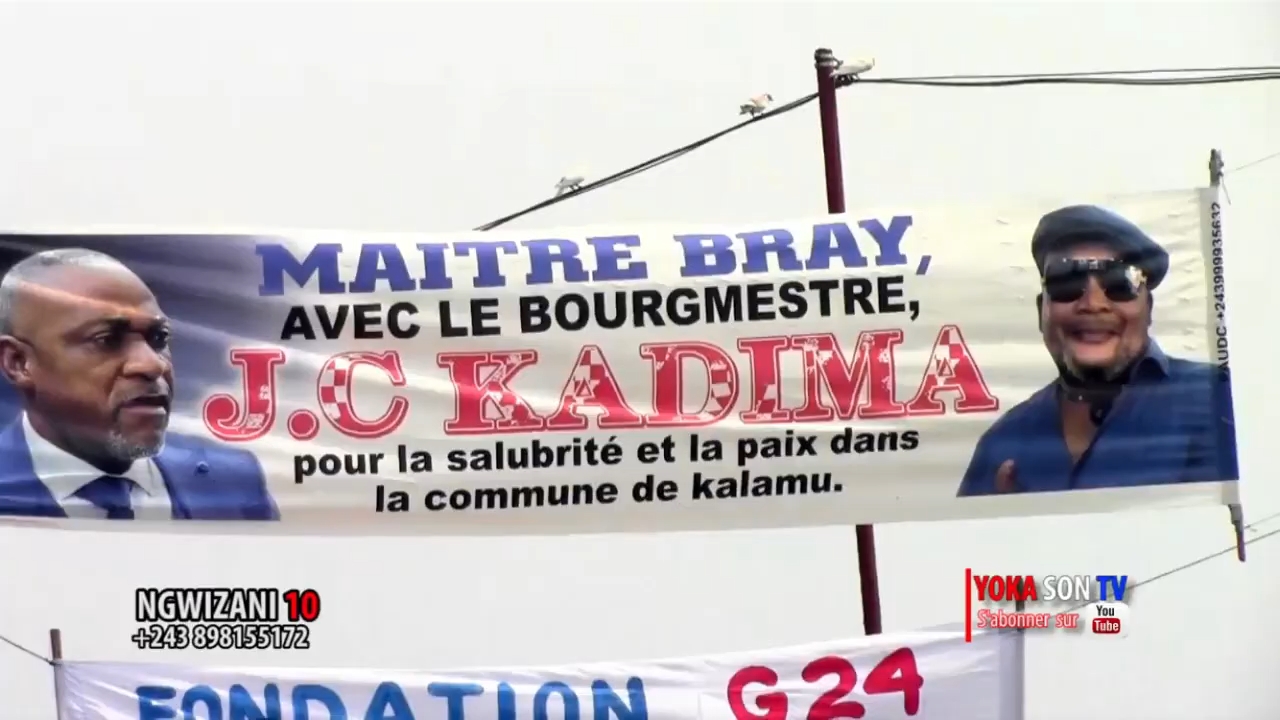 MAITRE BRAY,
AVEC LE BOURGMESTRE,
J.C KADIMA
pour la salubrité et la paix dans
la commune de kalamu.
NGWIZANI 10
+243 898155172
YOKA SON TV
S'abonner sur
You
Tube
FONDATION G24